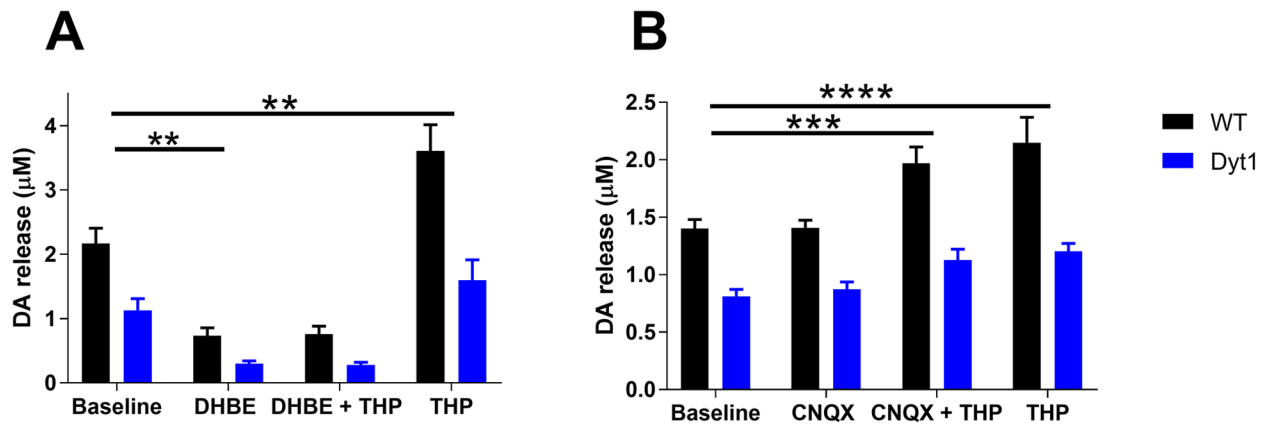 A
DA release (μM)
4
3
2
1
0
**
**
Baseline
DHBE
DHBE + THP
THP
B
DA release (μM)
2.5
2.0
1.5
1.0
0.5
0.0
****
***
Baseline
CNQX
CNQX + THP
THP
WT
Dyt1